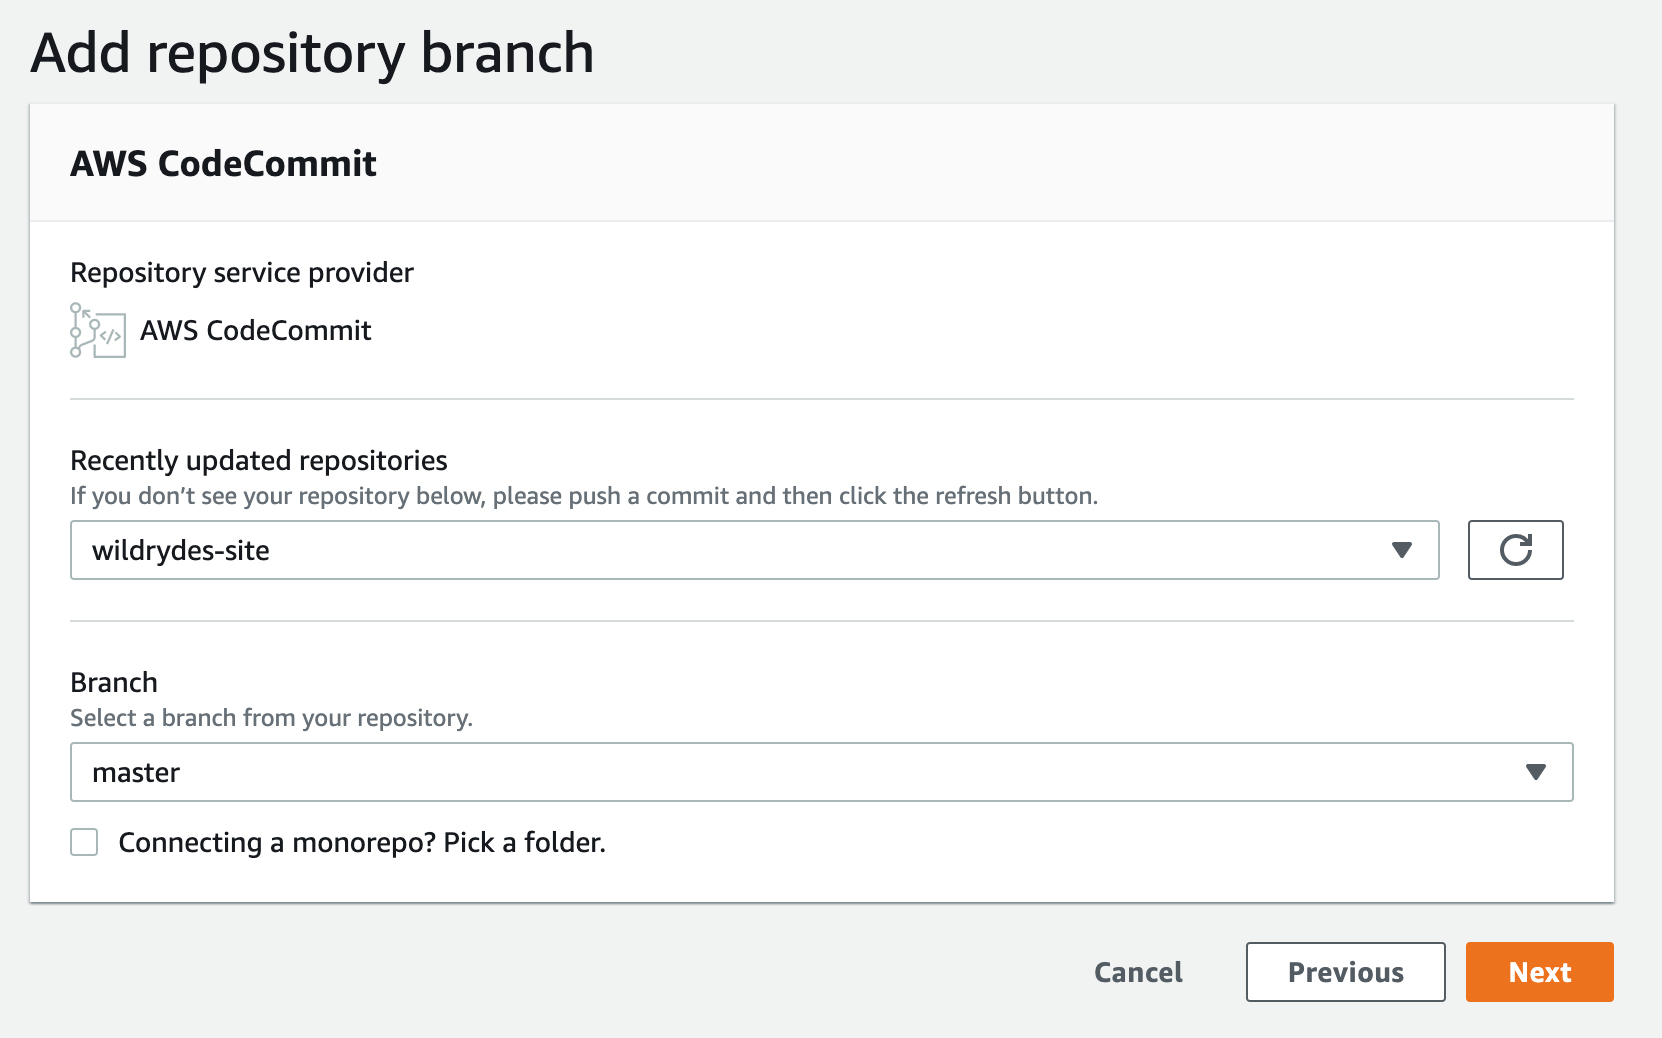 Add repository branch
AWS CodeCommit
Repository service provider
</>
AWS CodeCommit
Recently updated repositories
If you don’t see your repository below, please push a commit and then click the refresh button.
wildrydes-site
Branch
Select a branch from your repository.
master
Connecting a monorepo? Pick a folder.
Cancel
Previous
Next